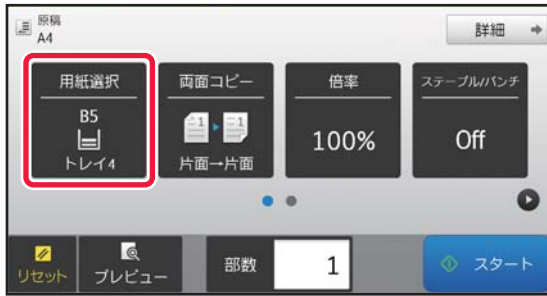 原稿
A4
詳細
用紙選択
B5
トレイ4
両面コピー
片面→片面
倍率
100%
ステープル/パンチ
Off
リセット
プレビュー
部数
1
スタート